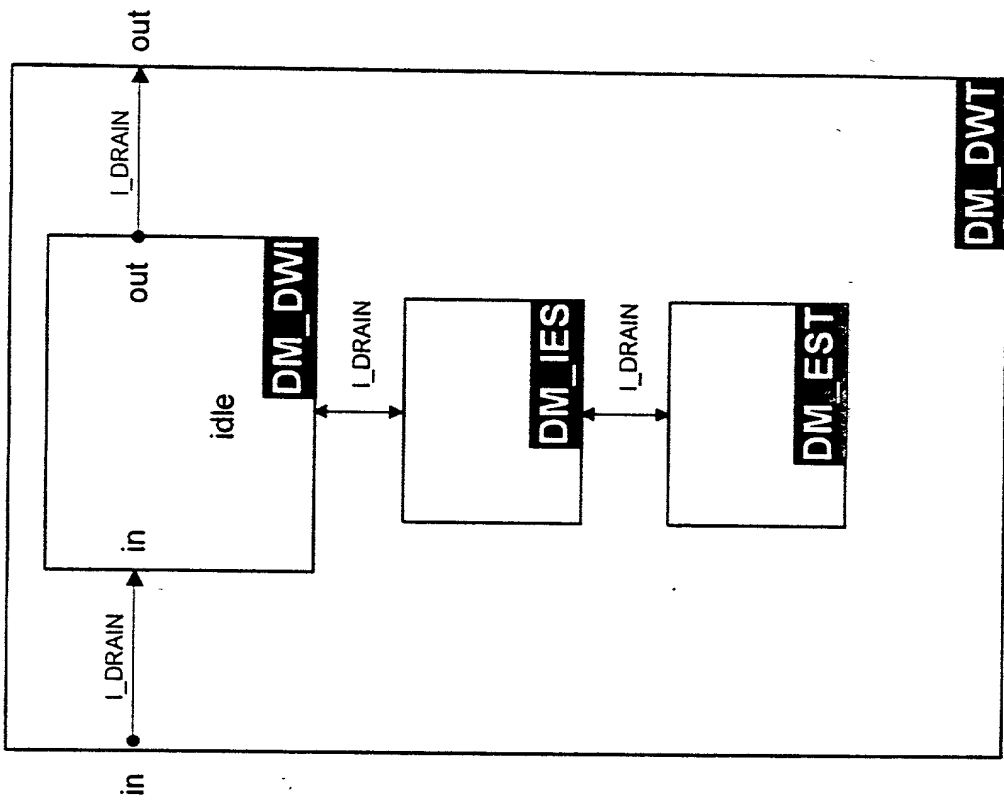 in
I_DRAIN
in
out
I_DRAIN
out
idle
DM_DWI
I_DRAIN
DM_IES
I_DRAIN
DM_EST
DM_DWT